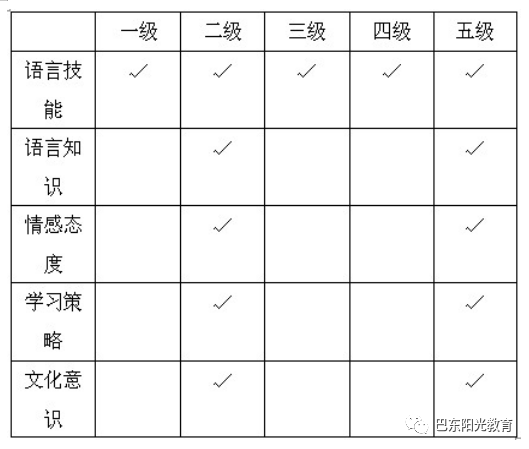 一级 二级 三级 四级 五级
语言技 ✓ ✓ ✓ ✓ ✓
能
语言知 ✓ ✓
识
情感态 ✓ ✓
度
学习策 ✓ ✓
略
文化意 ✓ ✓
识
巴东阳光教育